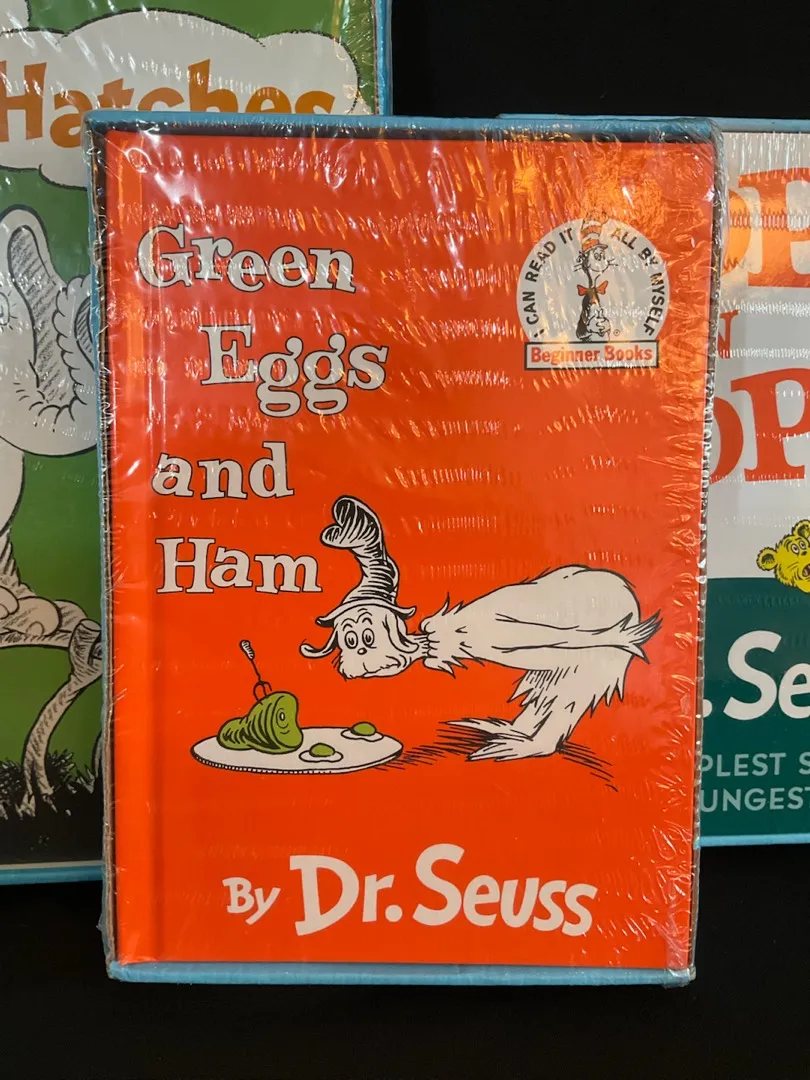 Hatches
Green
Eggs
and
Ham
I CAN READ IT ALL BY MYSELF
Beginner Books
By Dr. Seuss
OP
. Se
PLEST S
UNGEST